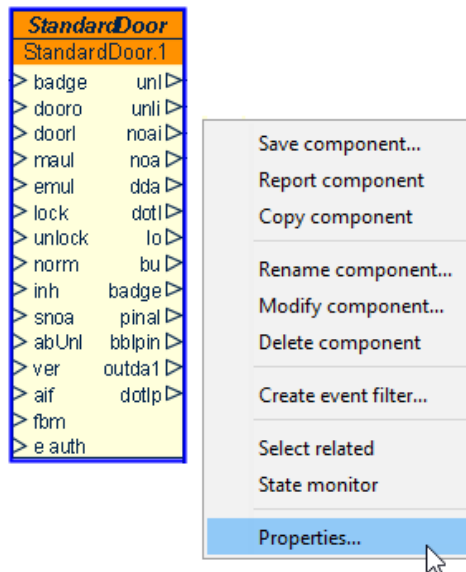 StandardDoor
StandardDoor.1
badge unl
dooro unli
doorl noai
maul noa
emul dda
lock dotl
unlock lo
norm bu
inh badge
snoa pinal
abUnl bblpin
ver outda1
aif dotlp
fbm
e auth
Save component...
Report component
Copy component
Rename component...
Modify component...
Delete component
Create event filter...
Select related
State monitor
Properties...